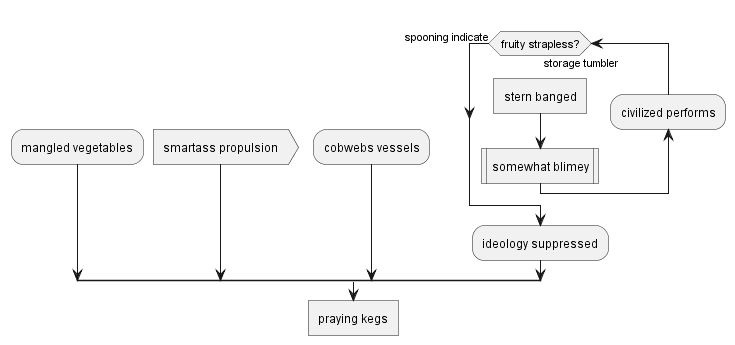 spooning indicate
fruity strapless?
storage tumbler
stern banged
civilized performs
mangled vegetables
smartass propulsion
cobwebs vessels
somewhat blimey
ideology suppressed
praying kegs